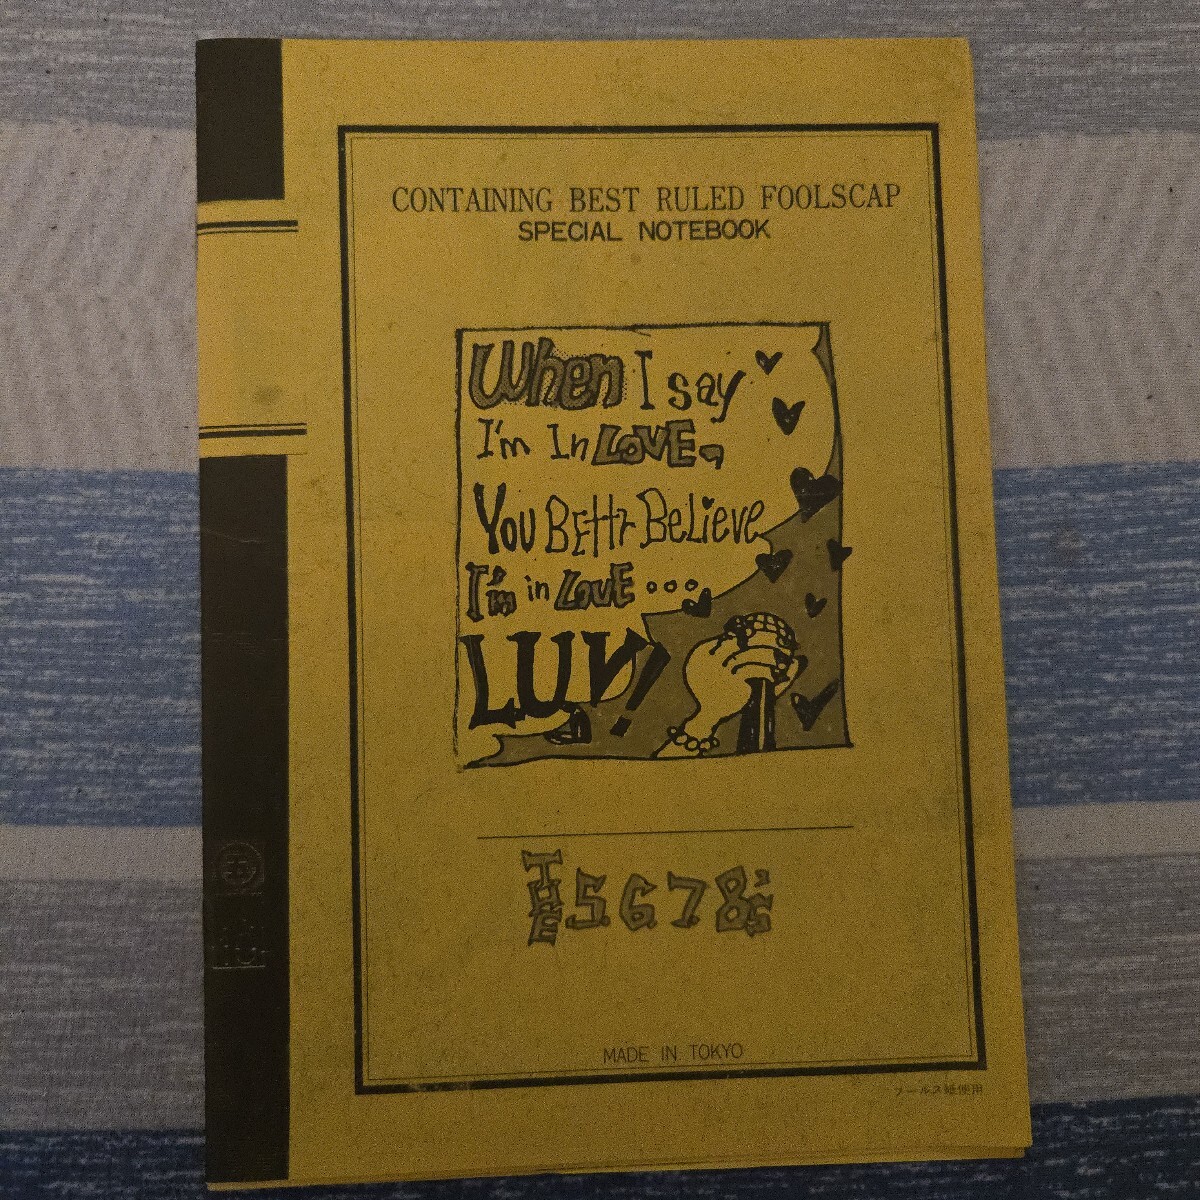 CONTAINING BEST RULED FOOLSCAP
SPECIAL NOTEBOOK
When I say
I'm In LOVE,
You BEttr BeLieve
I'm in LOVE ...
LUV!
THE 5.6.7.8's
MADE IN TOKYO
フールス紙使用